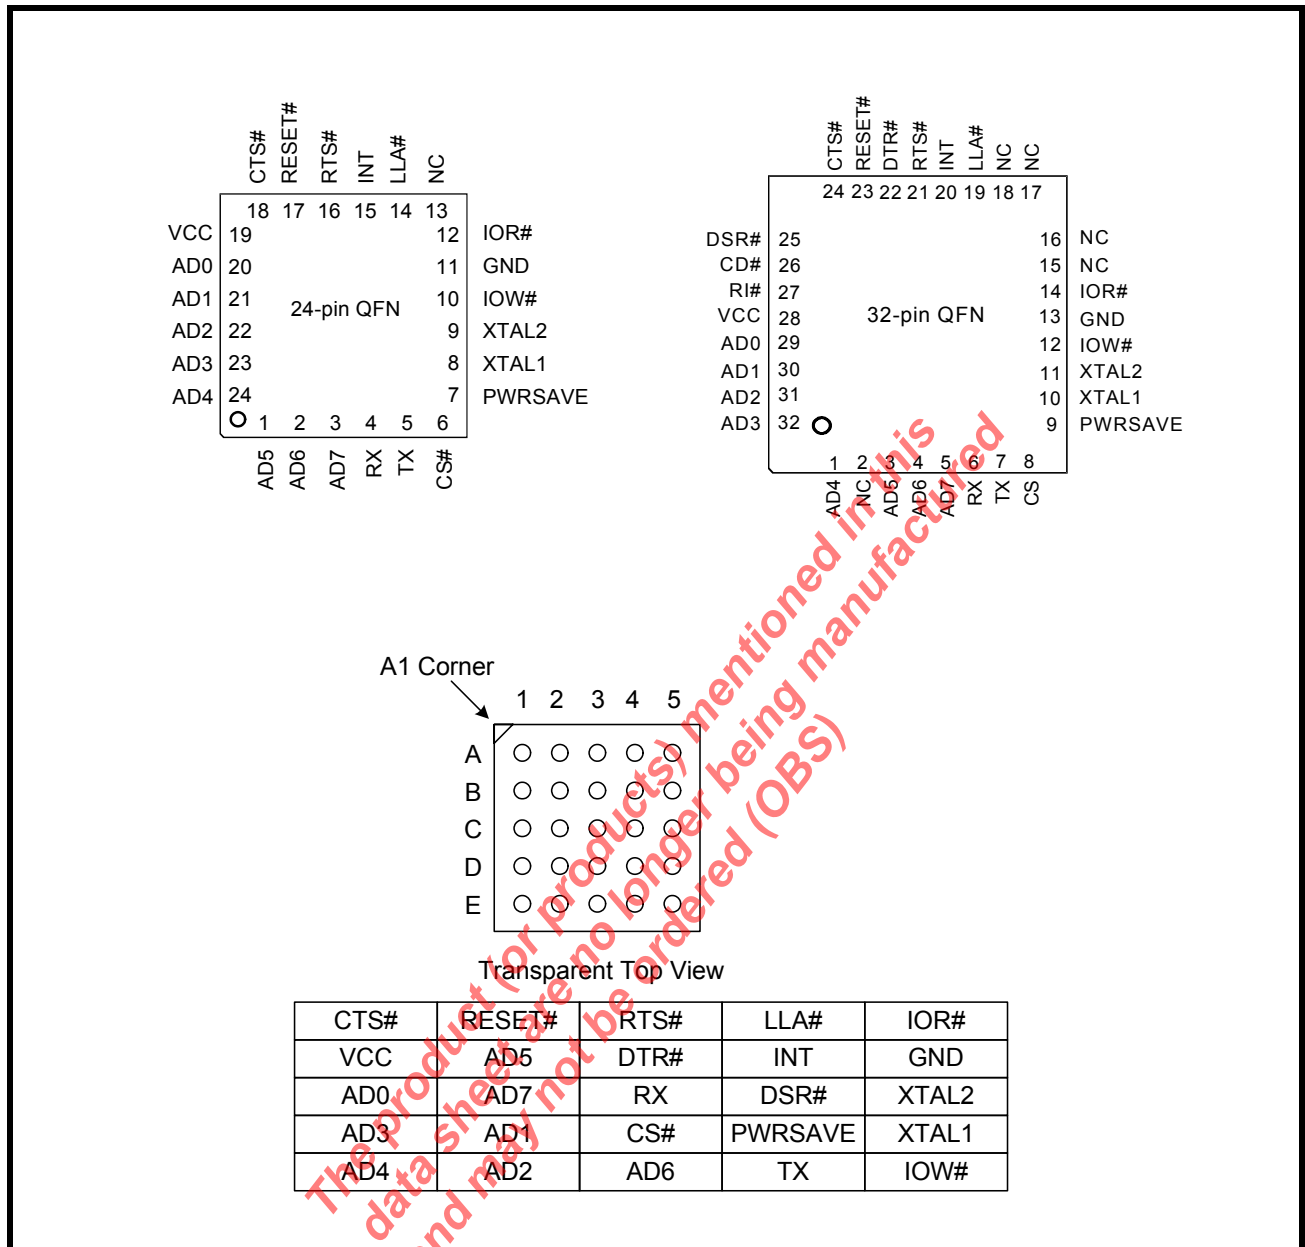 CTS# RESET# RTS# INT LLA# NC
18 17 16 15 14 13
VCC 19 12 IOR#
AD0 20 11 GND
AD1 21 24-pin QFN 10 IOW#
AD2 22 9 XTAL2
AD3 23 8 XTAL1
AD4 24 7 PWRSAVE
1 2 3 4 5 6
AD5 AD6 AD7 RX TX CS#
CTS# RESET# DTR# RTS# INT LLA# NC NC
24 23 22 21 20 19 18 17
DSR# 25 16 NC
CD# 26 15 NC
RI# 27 14 IOR#
VCC 28 32-pin QFN 13 GND
AD0 29 12 IOW#
AD1 30 11 XTAL2
AD2 31 10 XTAL1
AD3 32 9 PWRSAVE
1 2 3 4 5 6 7 8
AD4 NC AD5 AD6 AD7 RX TX CS
A1 Corner
1 2 3 4 5
A
B
C
D
E
Transparent Top View
CTS# RESET# RTS# LLA# IOR#
VCC AD5 DTR# INT GND
AD0 AD7 RX DSR# XTAL2
AD3 AD1 CS# PWRSAVE XTAL1
AD4 AD2 AD6 TX IOW#
The product (or products) mentioned in this
data sheet are no longer being manufactured
and may not be ordered (OBS)